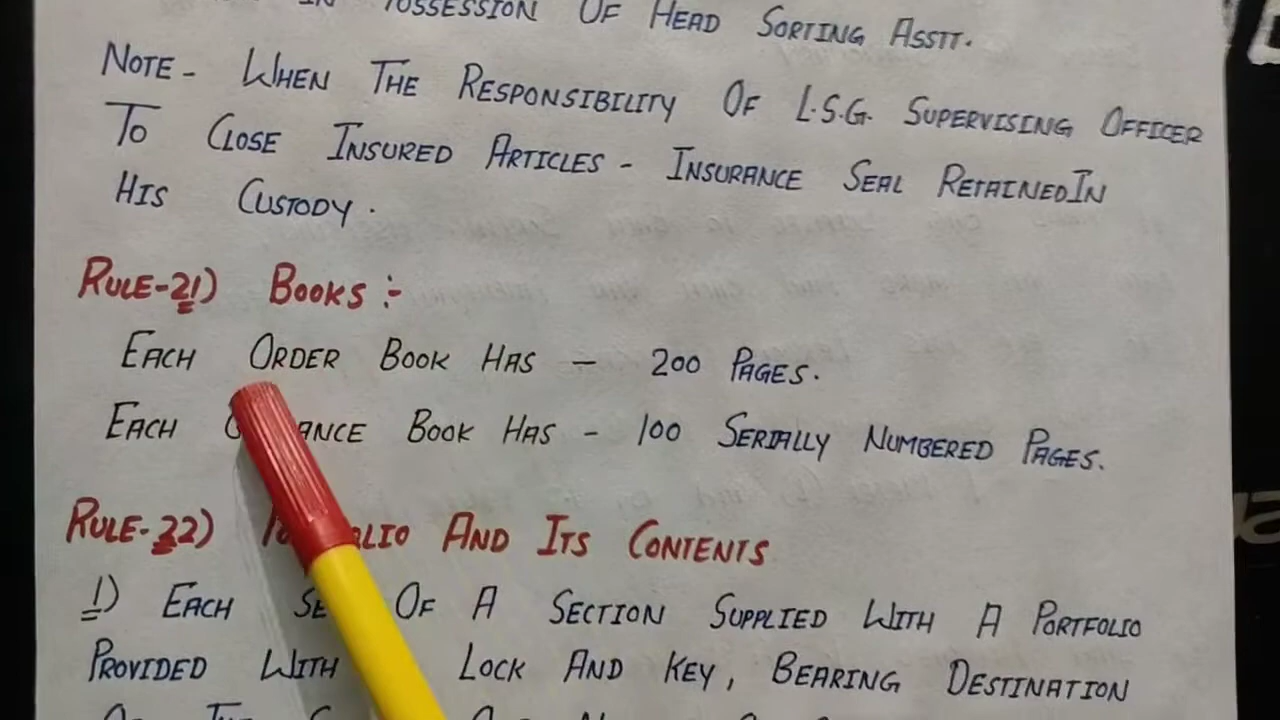 IN POSSESSION OF HEAD SORTING ASSTT.
NOTE - WHEN THE RESPONSIBILITY OF L.S.G. SUPERVISING OFFICER
TO CLOSE INSURED ARTICLES - INSURANCE SEAL RETAINED IN
HIS CUSTODY.
RULE-21) BOOKS :-
EACH ORDER BOOK HAS - 200 PAGES.
EACH BOOK HAS - 100 SERIALLY NUMBERED PAGES.
RULE-22) AND ITS CONTENTS
1) EACH OF A SECTION SUPPLIED WITH A PORTFOLIO
PROVIDED WITH LOCK AND KEY, BEARING DESTINATION